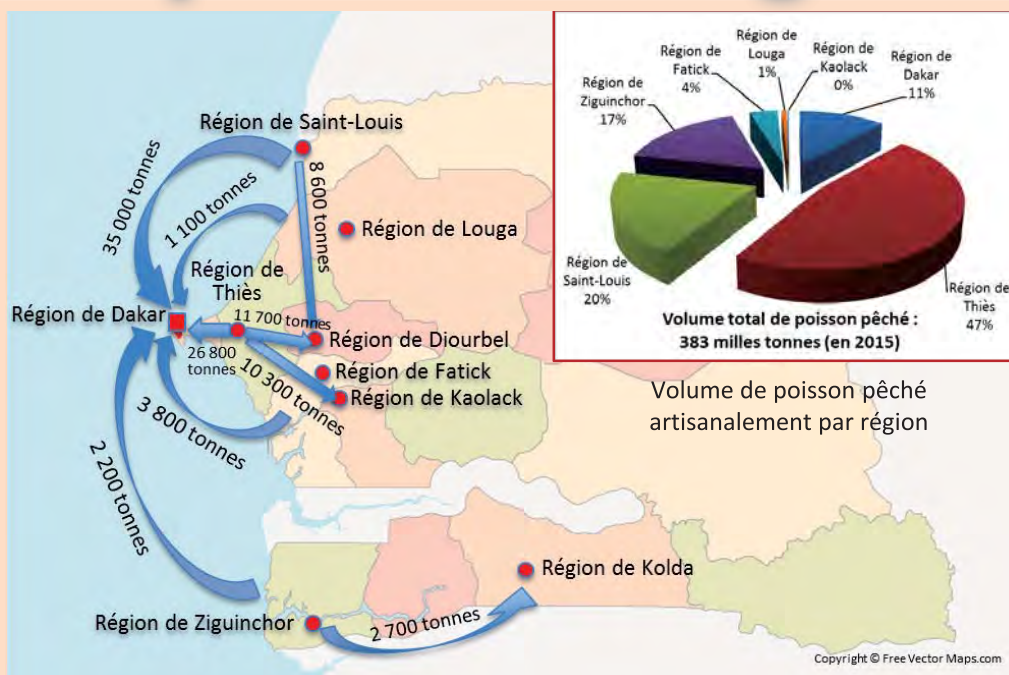 Région de Saint-Louis
35 000 tonnes
1 100 tonnes
8 600 tonnes
Région de Louga
Région de
Thiès
Région de Dakar
11 700 tonnes
Région de Diourbel
26 800
tonnes
10 300 tonnes
Région de Fatick
Région de Kaolack
3 800 tonnes
2 200 tonnes
Région de Kolda
Région de Ziguinchor
2 700 tonnes
Région de
Ziguinchor
17%
Région de
Fatick
4%
Région de
Louga
1%
Région de
Kaolack
0%
Région de
Dakar
11%
Région de
Saint-Louis
20%
Région de
Thiès
47%
Volume total de poisson pêché :
383 milles tonnes (en 2015)
Volume de poisson pêché
artisanalement par région
Copyright © Free Vector Maps.com